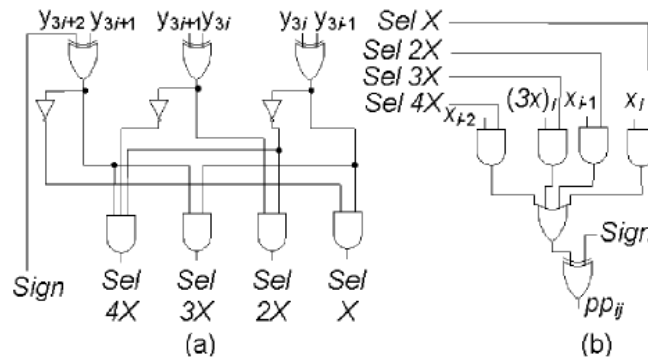 y3i+2 y3i+1 y3i+1 y3i y3i y3i-1
Sign
Sel 4X
Sel 3X
Sel 2X
Sel X
(a)
Sel X
Sel 2X
Sel 3X
Sel 4X
xi-2
(3x)i
xi-1
xi
Sign
ppij
(b)